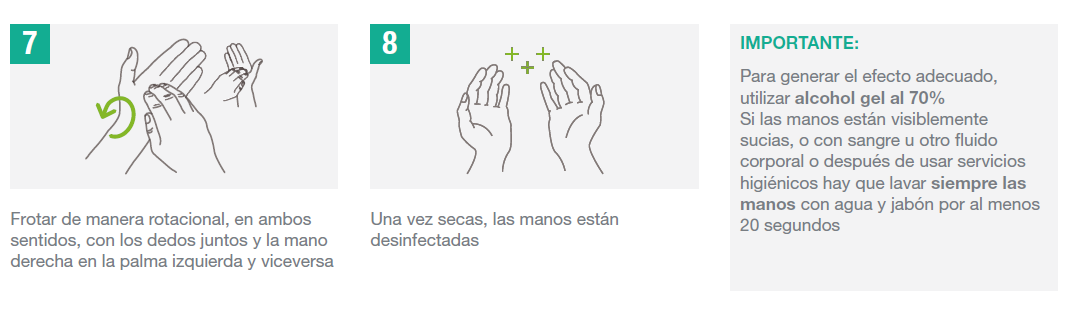 7
Frotar de manera rotacional, en ambos
sentidos, con los dedos juntos y la mano
derecha en la palma izquierda y viceversa
8
Una vez secas, las manos están
desinfectadas
IMPORTANTE:
Para generar el efecto adecuado,
utilizar alcohol gel al 70%
Si las manos están visiblemente
sucias, o con sangre u otro fluido
corporal o después de usar servicios
higiénicos hay que lavar siempre las
manos con agua y jabón por al menos
20 segundos